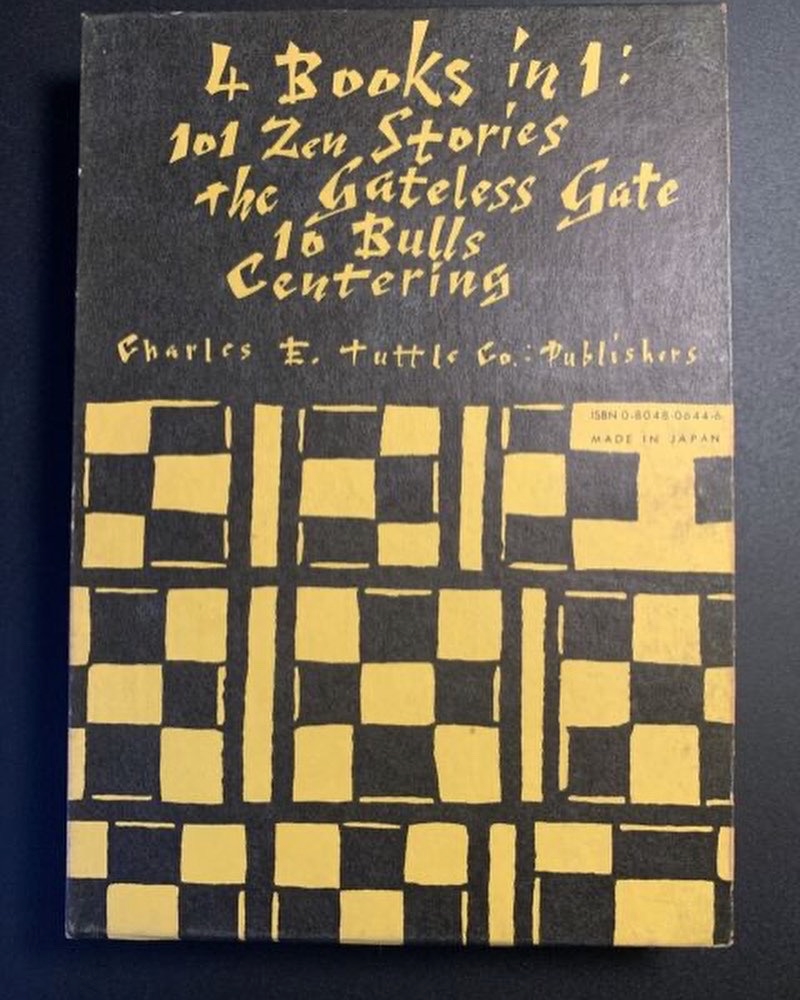 4 Books in 1:
101 Zen Stories
the Gateless Gate
10 Bulls
Centering
Charles E. Tuttle Co.: Publishers
ISBN 0-8048-0644-6
MADE IN JAPAN